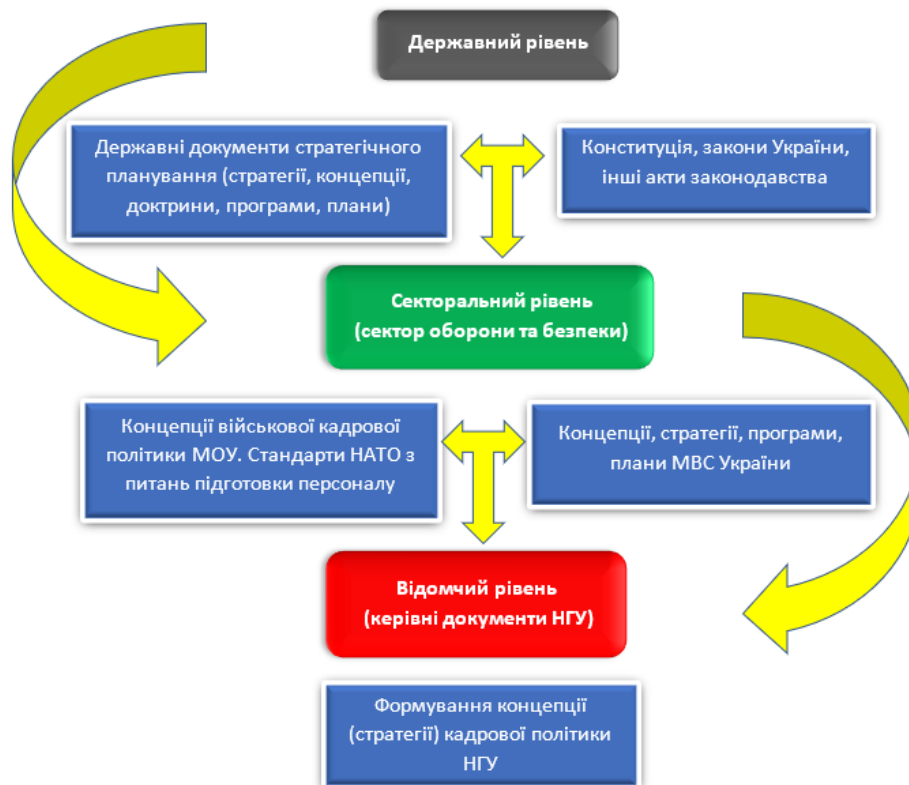 Державний рівень
Державні документи стратегічного
планування (стратегії, концепції,
доктрини, програми, плани)
Конституція, закони України,
інші акти законодавства
Секторальний рівень
(сектор оборони та безпеки)
Концепції військової кадрової
політики МОУ. Стандарти НАТО з
питань підготовки персоналу
Концепції, стратегії, програми,
плани МВС України
Відомчий рівень
(керівні документи НГУ)
Формування концепції
(стратегії) кадрової політики
НГУ